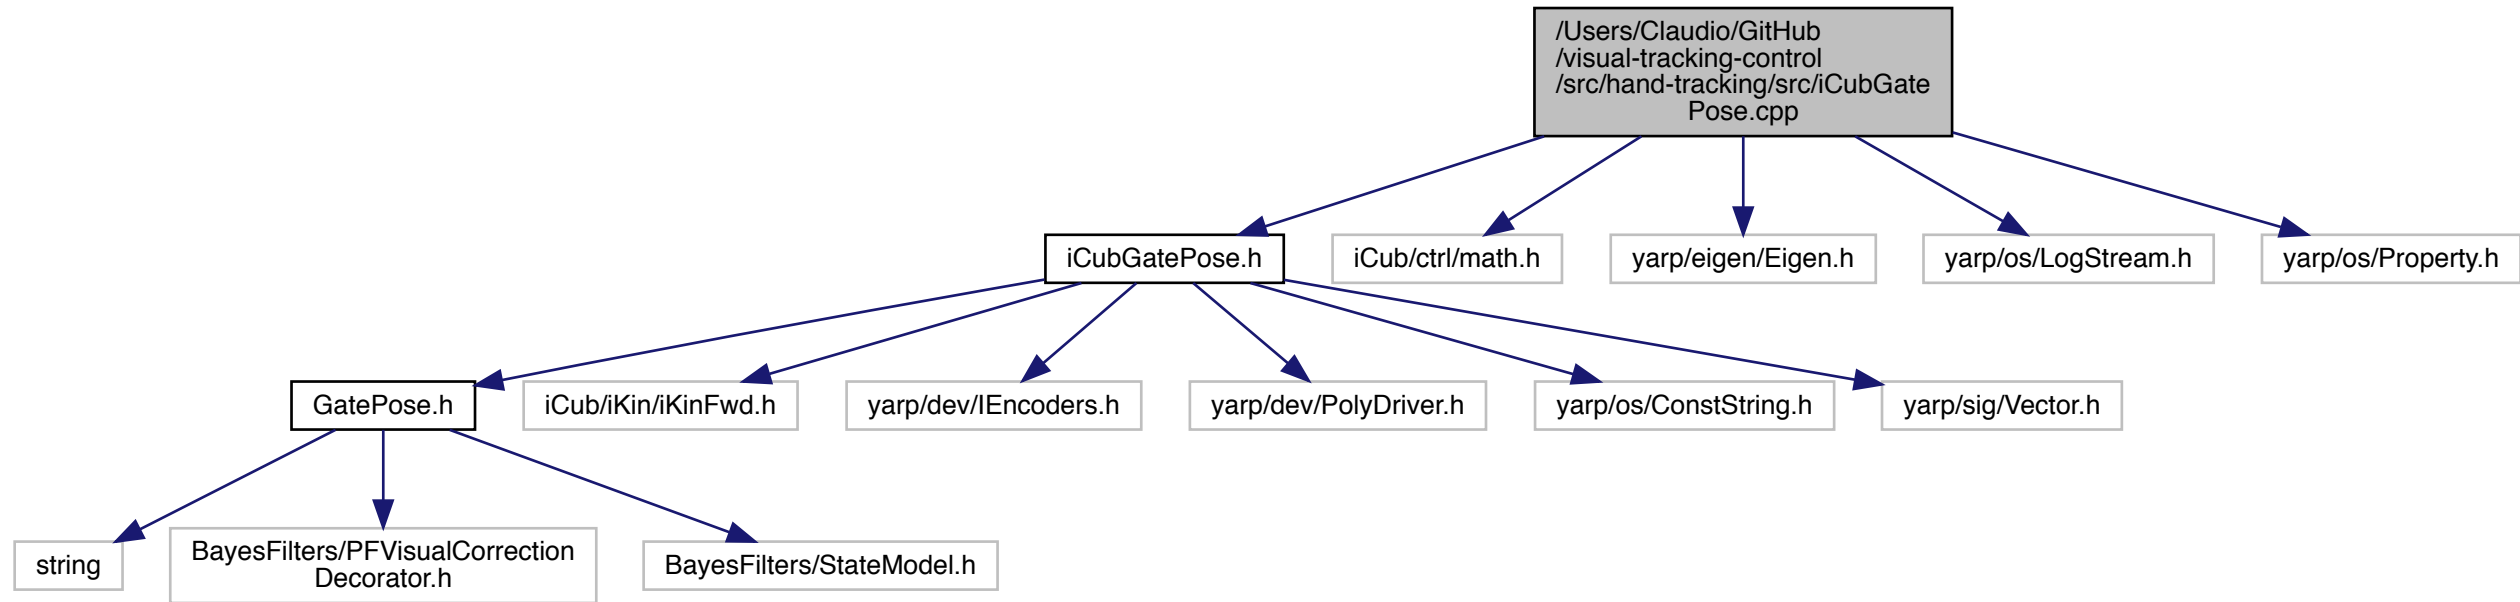 /Users/Claudio/GitHub
/visual-tracking-control
/src/hand-tracking/src/iCubGate
Pose.cpp
iCubGatePose.h
iCub/ctrl/math.h
yarp/eigen/Eigen.h
yarp/os/LogStream.h
yarp/os/Property.h
GatePose.h
iCub/iKin/iKinFwd.h
yarp/dev/IEncoders.h
yarp/dev/PolyDriver.h
yarp/os/ConstString.h
yarp/sig/Vector.h
string
BayesFilters/PFVisualCorrection
Decorator.h
BayesFilters/StateModel.h